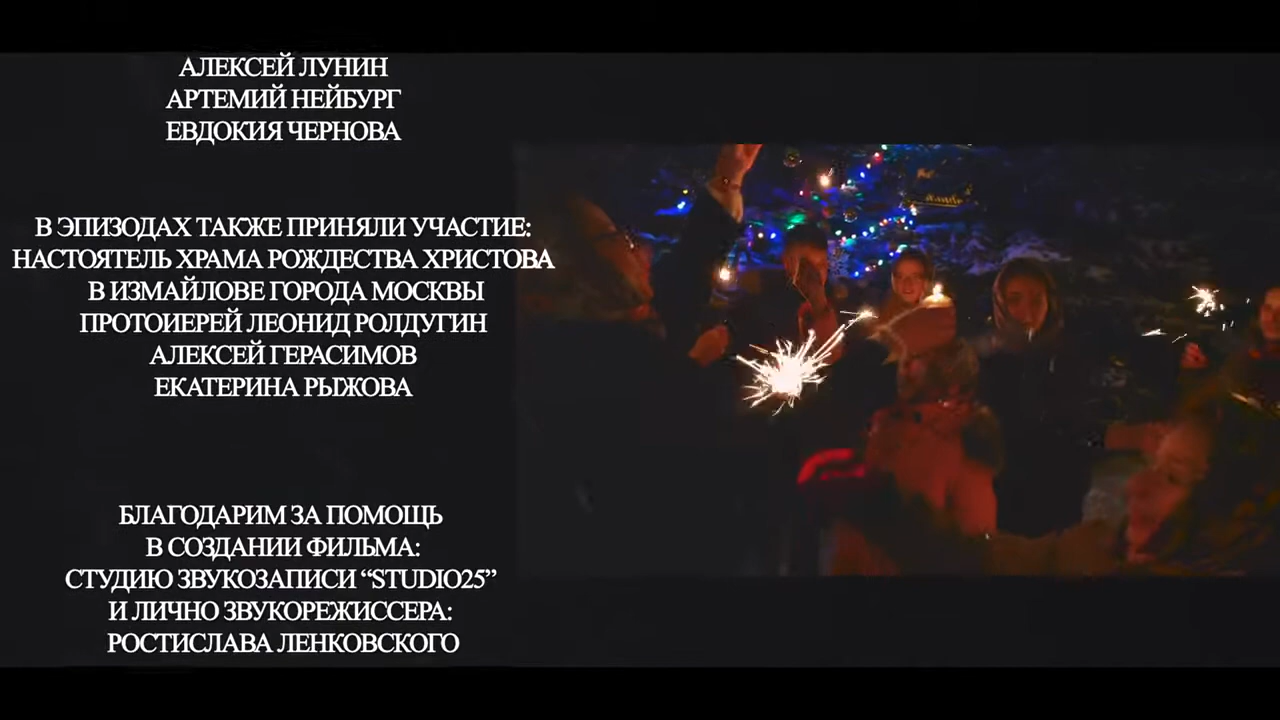 АЛЕКСЕЙ ЛУНИН
АРТЕМИЙ НЕЙБУРГ
ЕВДОКИЯ ЧЕРНОВА
В ЭПИЗОДАХ ТАКЖЕ ПРИНЯЛИ УЧАСТИЕ:
НАСТОЯТЕЛЬ ХРАМА РОЖДЕСТВА ХРИСТОВА
В ИЗМАЙЛОВЕ ГОРОДА МОСКВЫ
ПРОТОИЕРЕЙ ЛЕОНИД РОЛДУГИН
АЛЕКСЕЙ ГЕРАСИМОВ
ЕКАТЕРИНА РЫЖОВА
БЛАГОДАРИМ ЗА ПОМОЩЬ
В СОЗДАНИИ ФИЛЬМА:
СТУДИЮ ЗВУКОЗАПИСИ “STUDIO25”
И ЛИЧНО ЗВУКОРЕЖИССЕРА:
РОСТИСЛАВА ЛЕНКОВСКОГО